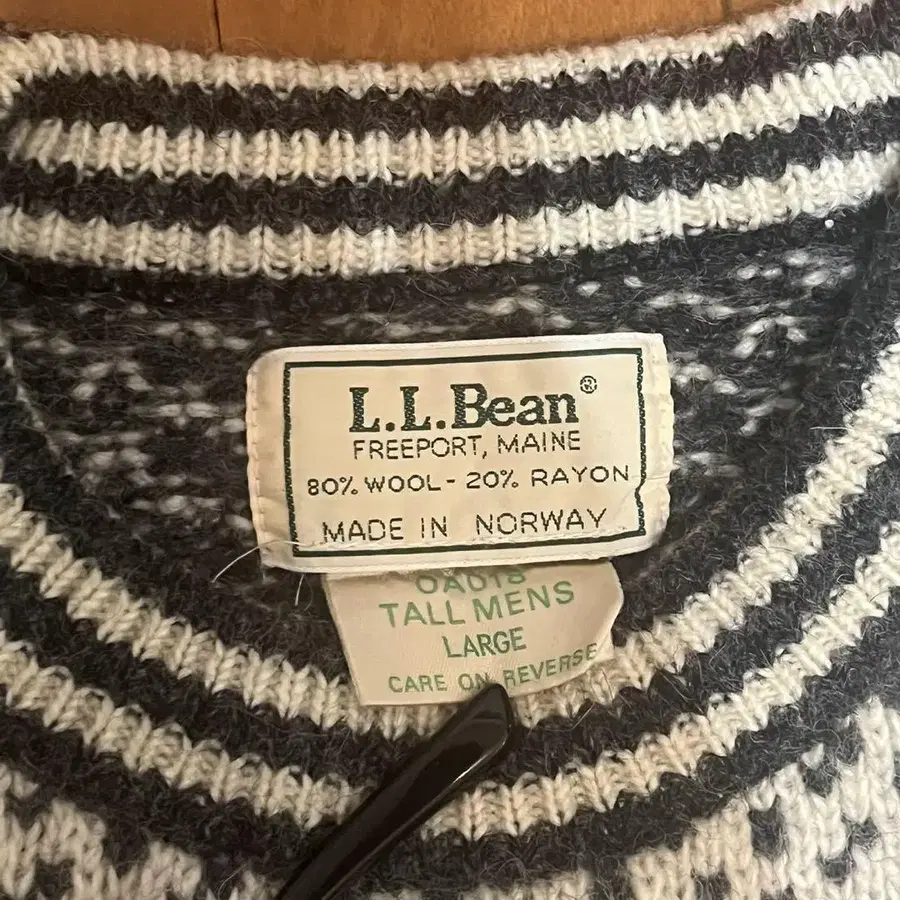 L.L.Bean®
FREEPORT, MAINE
80% WOOL - 20% RAYON
MADE IN NORWAY
TALL MENS
LARGE
CARE ON REVERSE